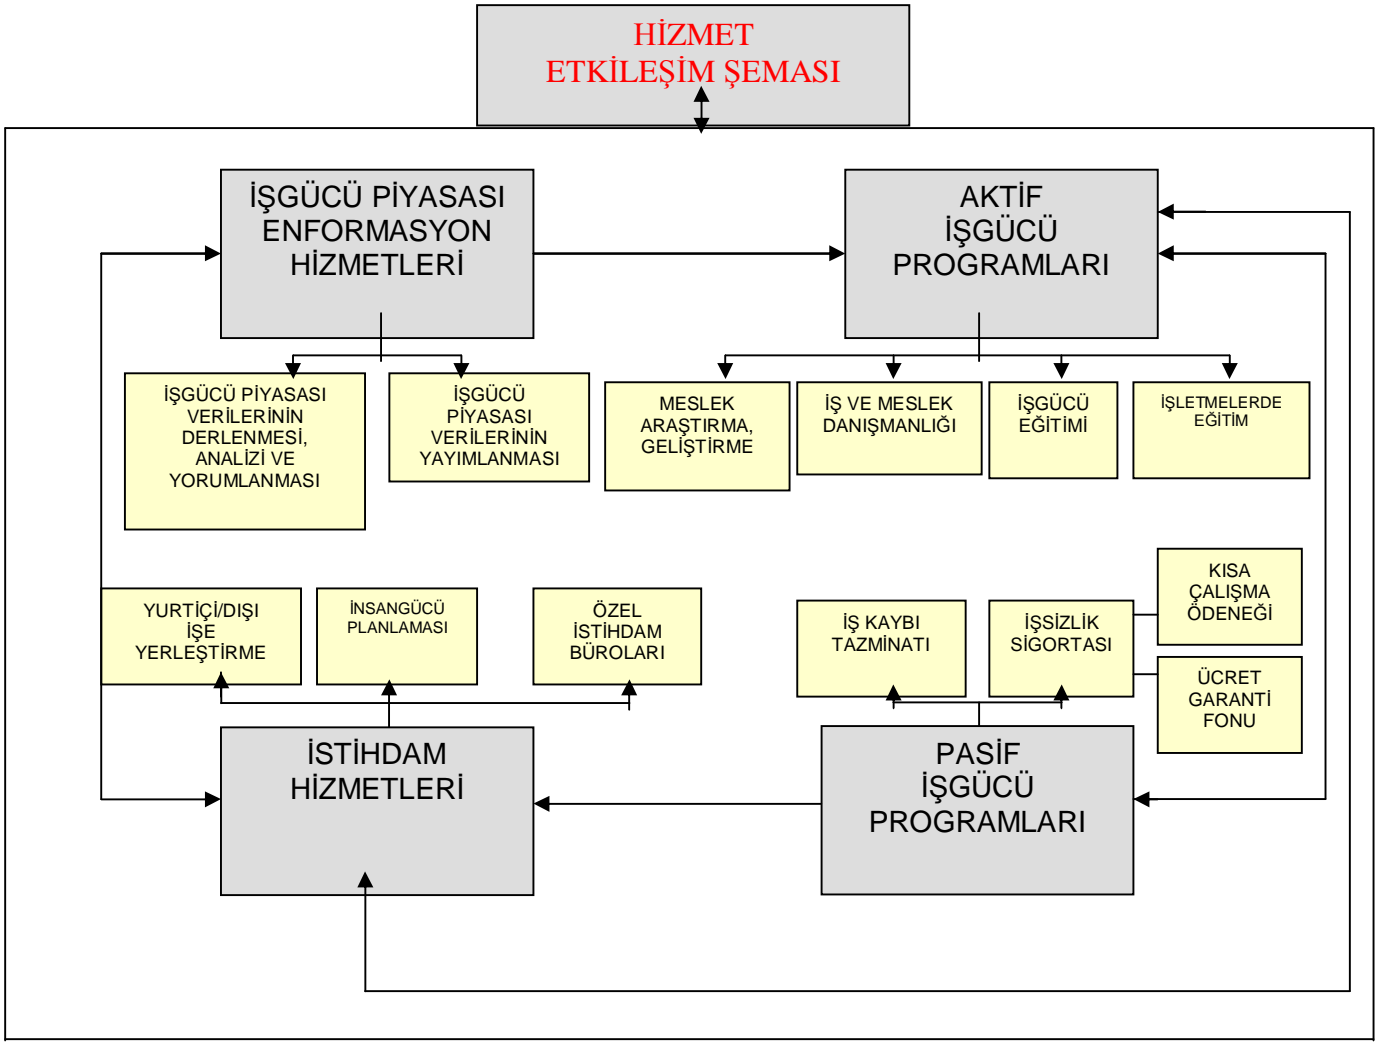 HİZMET
ETKİLEŞİM ŞEMASI
İŞGÜCÜ PİYASASI
ENFORMASYON
HİZMETLERİ
AKTİF
İŞGÜCÜ
PROGRAMLARI
İŞGÜCÜ PİYASASI
VERİLERİNİN
DERLENMESİ,
ANALİZİ VE
YORUMLANMASI
İŞGÜCÜ
PİYASASI
VERİLERİNİN
YAYIMLANMASI
MESLEK
ARAŞTIRMA,
GELİŞTİRME
İŞ VE MESLEK
DANIŞMANLIĞI
İŞGÜCÜ
EĞİTİMİ
İŞLETMELERDE
EĞİTİM
YURTİÇİ/DIŞI
İŞE
YERLEŞTİRME
İNSANGÜCÜ
PLANLAMASI
ÖZEL
İSTİHDAM
BÜROLARI
İŞ KAYBI
TAZMİNATI
İŞSİZLİK
SİGORTASI
KISA
ÇALIŞMA
ÖDENEĞİ
ÜCRET
GARANTİ
FONU
İSTİHDAM
HİZMETLERİ
PASİF
İŞGÜCÜ
PROGRAMLARI